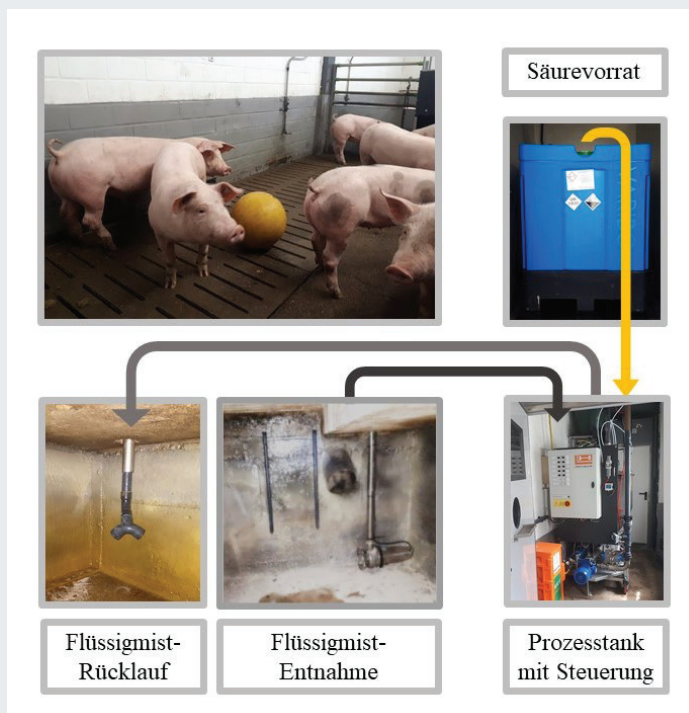 Säurevorrat
Flüssigmist-
Rücklauf
Flüssigmist-
Entnahme
Prozesstank
mit Steuerung